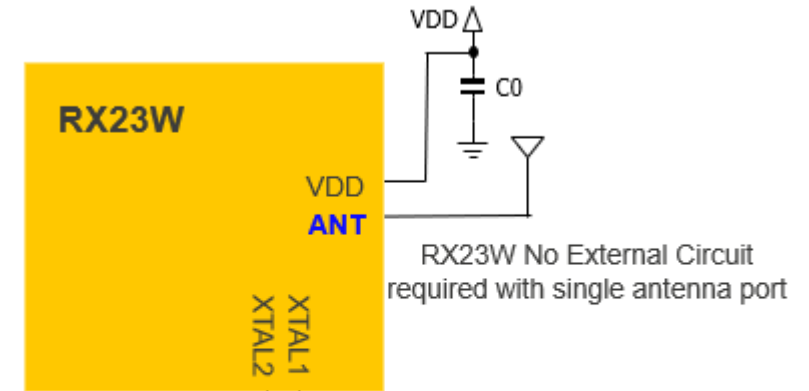 VDD
C0
RX23W
VDD
ANT
RX23W No External Circuit
required with single antenna port
XTAL1
XTAL2